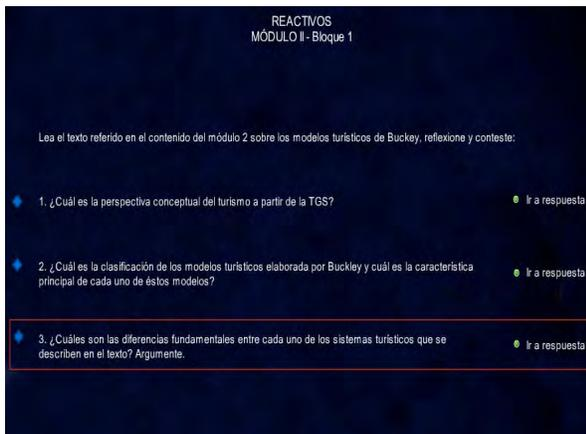 REACTIVOS
MÓDULO II - Bloque 1
Lea el texto referido en el contenido del módulo 2 sobre los modelos turísticos de Buckey, reflexione y conteste:
1. ¿Cuál es la perspectiva conceptual del turismo a partir de la TGS?
Ir a respuesta
2. ¿Cuál es la clasificación de los modelos turísticos elaborada por Buckley y cuál es la característica
principal de cada uno de éstos modelos?
Ir a respuesta
3. ¿Cuáles son las diferencias fundamentales entre cada uno de los sistemas turísticos que se
describen en el texto? Argumente.
Ir a respuesta